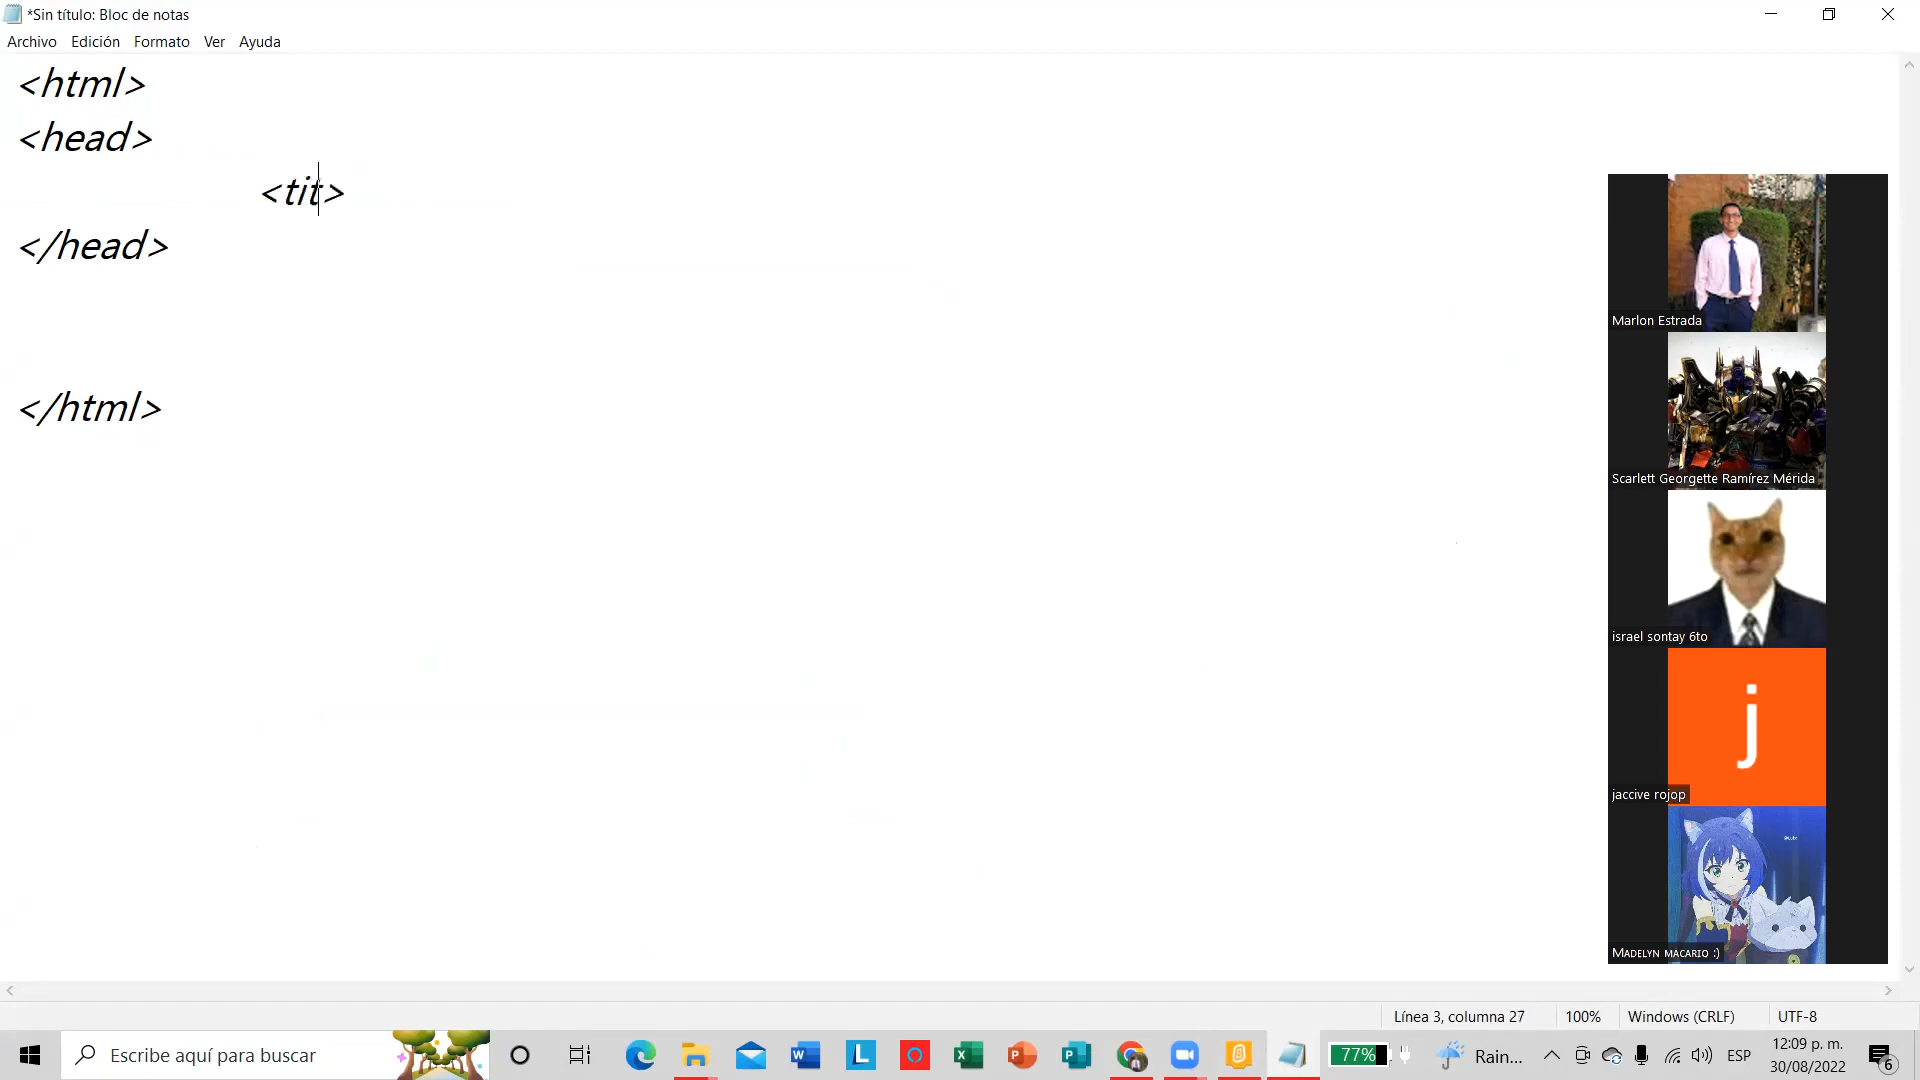 *Sin título: Bloc de notas
Archivo Edición Formato Ver Ayuda
<html>
<head>
<tit>
</head>
</html>
Marlon Estrada
Scarlett Georgette Ramírez Mérida
israel sontay 6to
j
jaccive rojop
Madelyn macario :)
Línea 3, columna 27 100% Windows (CRLF) UTF-8
Escribe aquí para buscar
77%
Rain...
ESP
12:09 p. m.
30/08/2022
6